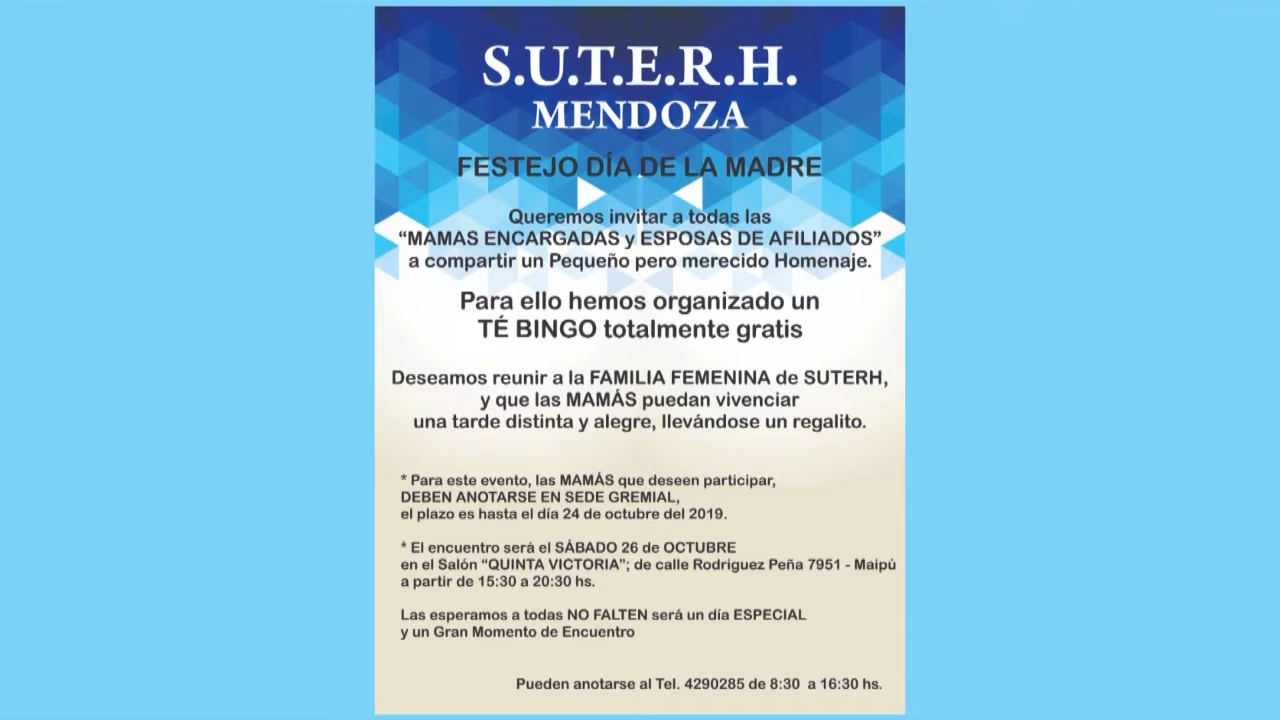 S.U.T.E.R.H.
MENDOZA
FESTEJO DÍA DE LA MADRE
Queremos invitar a todas las
“MAMAS ENCARGADAS y ESPOSAS DE AFILIADOS”
a compartir un Pequeño pero merecido Homenaje.
Para ello hemos organizado un
TÉ BINGO totalmente gratis
Deseamos reunir a la FAMILIA FEMENINA de SUTERH,
y que las MAMÁS puedan vivenciar
una tarde distinta y alegre, llevándose un regalito.
* Para este evento, las MAMÁS que deseen participar,
DEBEN ANOTARSE EN SEDE GREMIAL,
el plazo es hasta el día 24 de octubre del 2019.
* El encuentro será el SÁBADO 26 de OCTUBRE
en el Salón “QUINTA VICTORIA”; de calle Rodriguez Peña 7951 - Maipú
a partir de 15:30 a 20:30 hs.
Las esperamos a todas NO FALTEN será un día ESPECIAL
y un Gran Momento de Encuentro
Pueden anotarse al Tel. 4290285 de 8:30 a 16:30 hs.